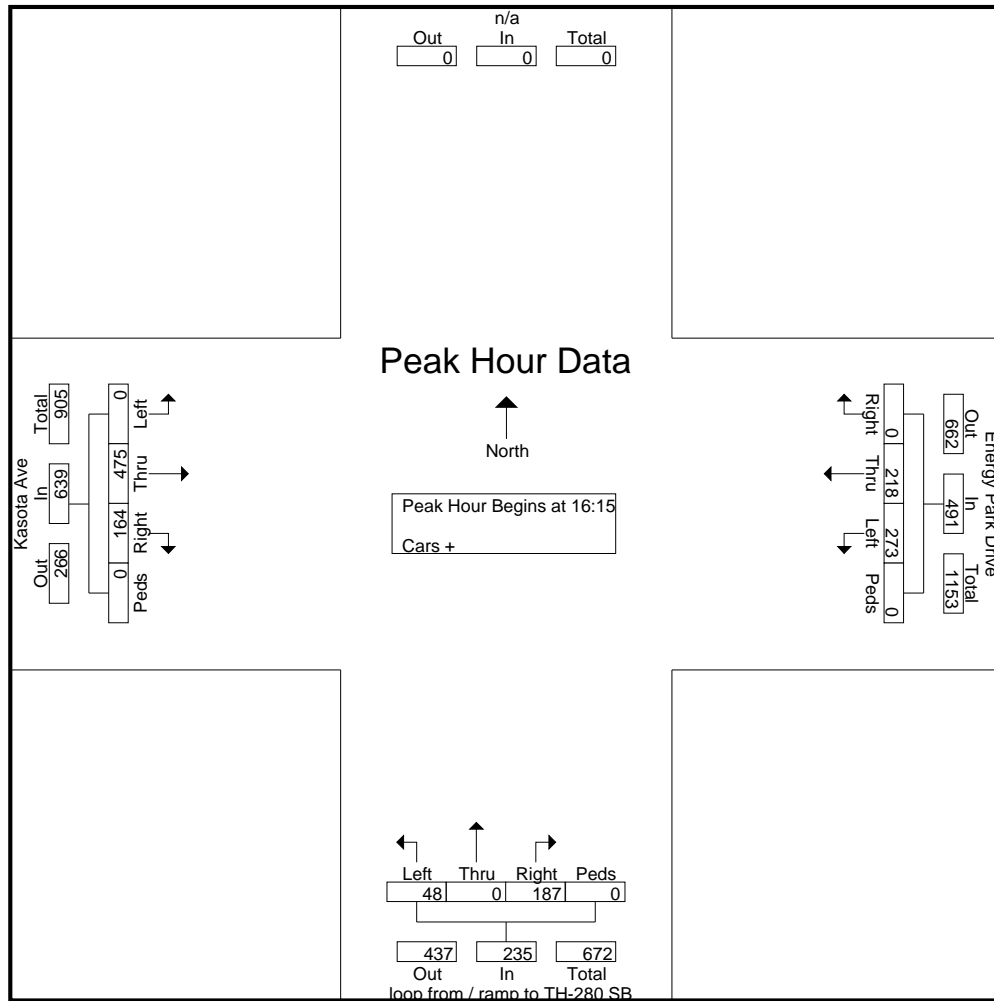 n/a
Out In Total
0 0 0
Peak Hour Data
North
Peak Hour Begins at 16:15
Cars +
Kasota Ave
Out In Total
266 639 905
0 475 164 0
Left Thru Right Peds
Energy Park Drive
Out In Total
662 491 1153
Right Thru Left Peds
0 218 273 0
Left Thru Right Peds
48 0 187 0
437 235 672
Out In Total
loop from / ramp to TH-280 SB